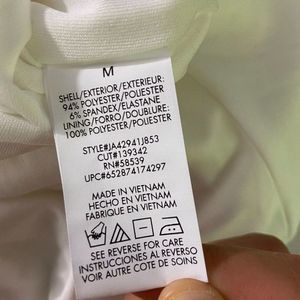 M
SHELL/EXTERIOR/EXTERIEUR:
94% POLYESTER/POLIESTER
6% SPANDEX/ELASTANE
LINING/FORRO/DOUBLURE:
100% POLYESTER/POLIESTER
STYLE#JA42941J853
CUT#139342
RN#58539
UPC#652874174297
MADE IN VIETNAM
HECHO EN VIETNAM
FABRIQUE EN VIETNAM
SEE REVERSE FOR CARE
INSTRUCCIONES AL REVERSO
VOIR AUTRE COTE DE SOINS